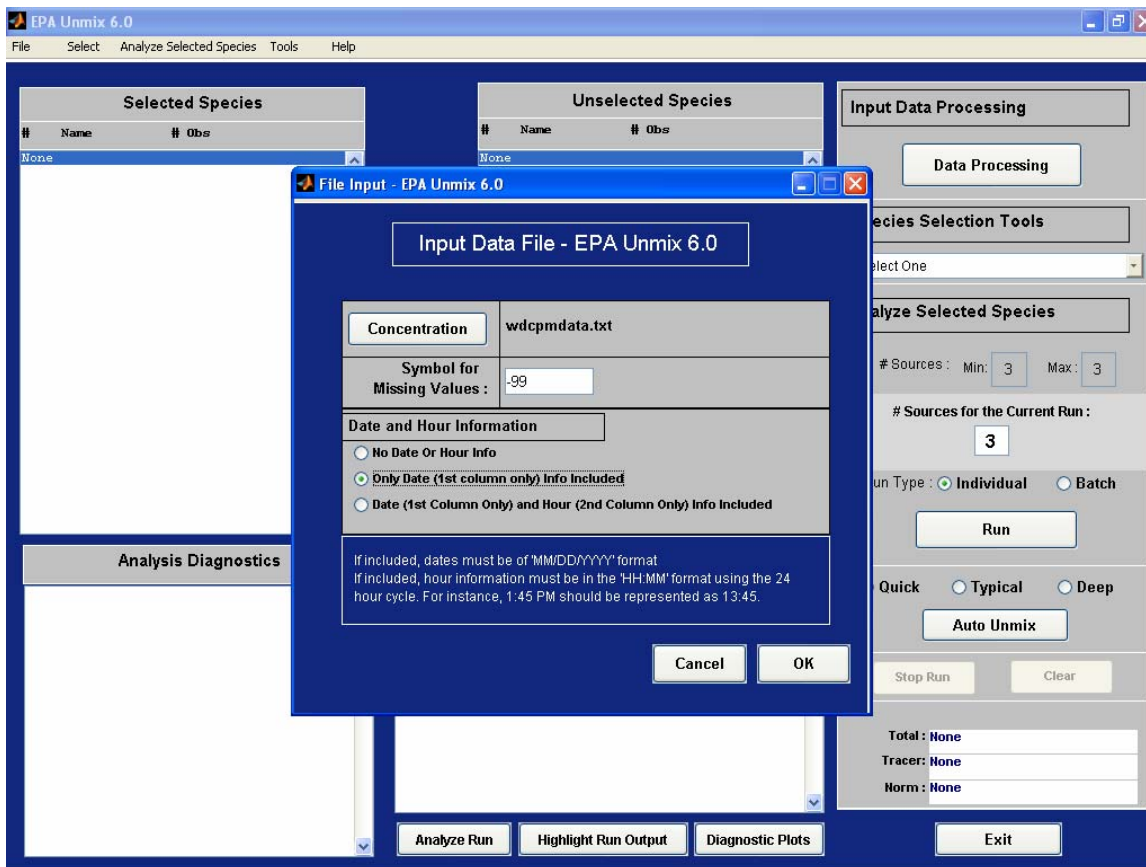 EPA Unmix 6.0
File Select Analyze Selected Species Tools Help
Selected Species
# Name # Obs
None
Unselected Species
# Name # Obs
None
Input Data Processing
Data Processing
ecies Selection Tools
elect One
alyze Selected Species
# Sources : Min: 3 Max : 3
# Sources for the Current Run :
3
un Type : Individual Batch
Run
Quick Typical Deep
Auto Unmix
Stop Run Clear
Total : None
Tracer: None
Norm : None
File Input - EPA Unmix 6.0
Input Data File - EPA Unmix 6.0
Concentration wdcpmdata.txt
Symbol for
Missing Values : -99
Date and Hour Information
No Date Or Hour Info
Only Date (1st column only) Info Included
Date (1st Column Only) and Hour (2nd Column Only) Info Included
If included, dates must be of 'MM/DD/YYYY' format
If included, hour information must be in the 'HH:MM' format using the 24
hour cycle. For instance, 1:45 PM should be represented as 13:45.
Cancel OK
Analysis Diagnostics
Analyze Run Highlight Run Output Diagnostic Plots Exit